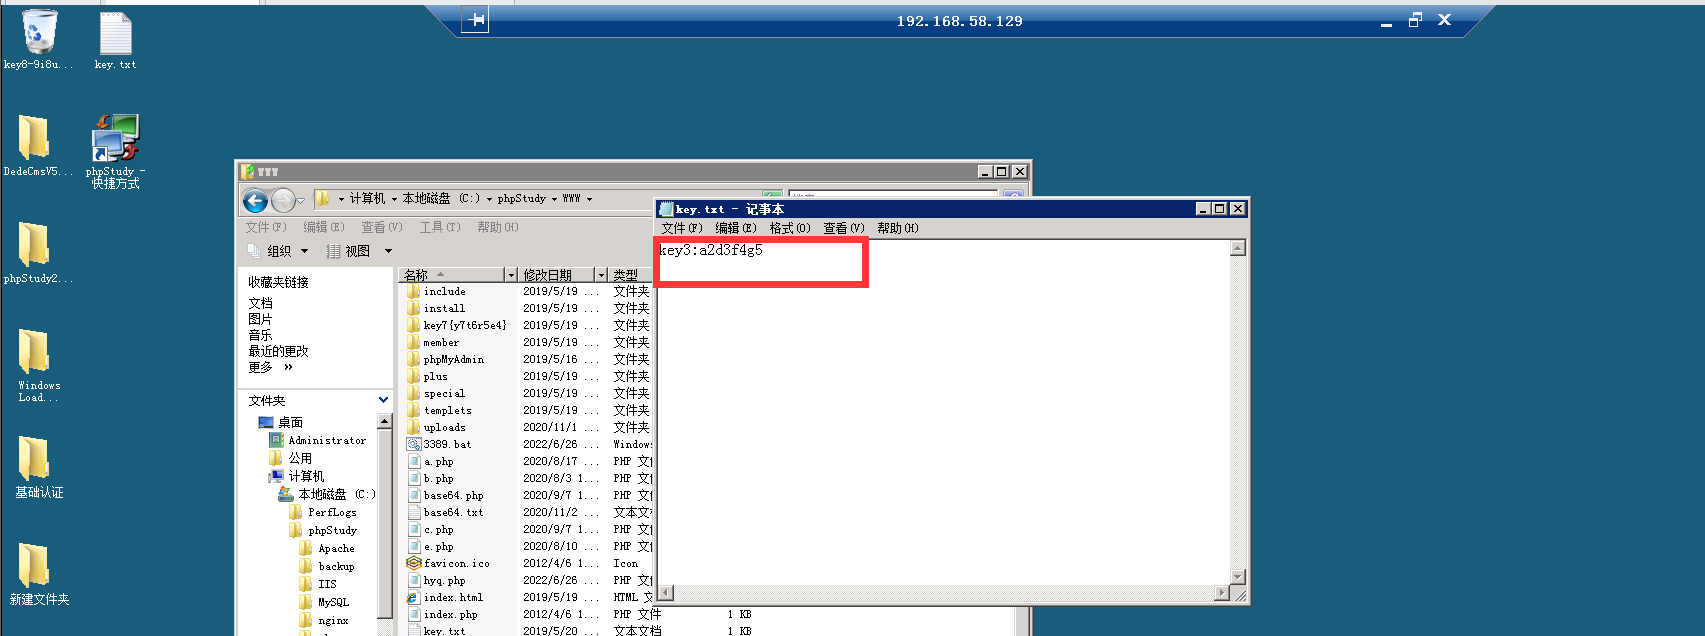 192.168.58.129
key8-9i8u...
key.txt
DedeCmsV5...
phpStudy -
快捷方式
phpStudy2...
Windows
Load...
基础认证
新建文件夹
计算机
本地磁盘 (C:)
phpStudy
WWW
文件(F) 编辑(E) 查看(V) 工具(T) 帮助(H)
组织 视图
收藏夹链接
文档
图片
音乐
最近的更改
更多 »
文件夹
桌面
Administrator
公用
计算机
本地磁盘 (C:)
PerfLogs
phpStudy
Apache
backup
IIS
MySQL
nginx
名称 修改日期 类型
include 2019/5/19 ... 文件夹
install 2019/5/19 ... 文件夹
key7{y7t6r5e4} 2019/5/19 ... 文件夹
member 2019/5/19 ... 文件夹
phpMyAdmin 2019/5/16 ... 文件夹
plus 2019/5/19 ... 文件夹
special 2019/5/19 ... 文件夹
templets 2019/5/19 ... 文件夹
uploads 2020/11/1 ... 文件夹
3389.bat 2022/6/26 ... Windows
a.php 2020/8/17 ... PHP 文
b.php 2020/8/3 1... PHP 文
base64.php 2020/9/7 1... PHP 文
base64.txt 2020/11/2 ... 文本文
c.php 2020/9/7 1... PHP 文
e.php 2020/8/10 ... PHP 文
favicon.ico 2012/4/6 1... Icon
hyq.php 2022/6/26 ... PHP 文
index.html 2019/5/19 ... HTML 文
index.php 2012/4/6 1... PHP 文件 1 KB
key.txt 2019/5/20 ... 文本文档 1 KB
key.txt - 记事本
文件(F) 编辑(E) 格式(O) 查看(V) 帮助(H)
key3:a2d3f4g5